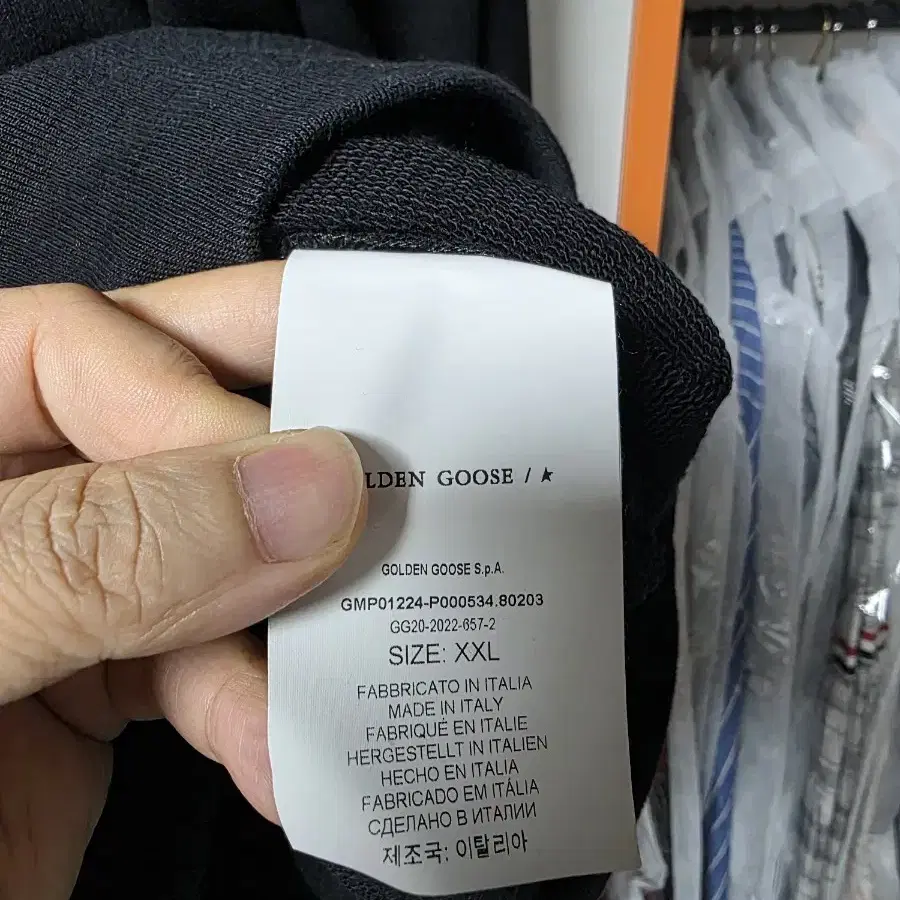 LDEN GOOSE / ★
GOLDEN GOOSE S.p.A.
GMP01224-P000534.80203
GG20-2022-657-2
SIZE: XXL
FABBRICATO IN ITALIA
MADE IN ITALY
FABRIQUÉ EN ITALIE
HERGESTELLT IN ITALIEN
HECHO EN ITALIA
FABRICADO EM ITÁLIA
СДЕЛАНО В ИТАЛИИ
제조국: 이탈리아